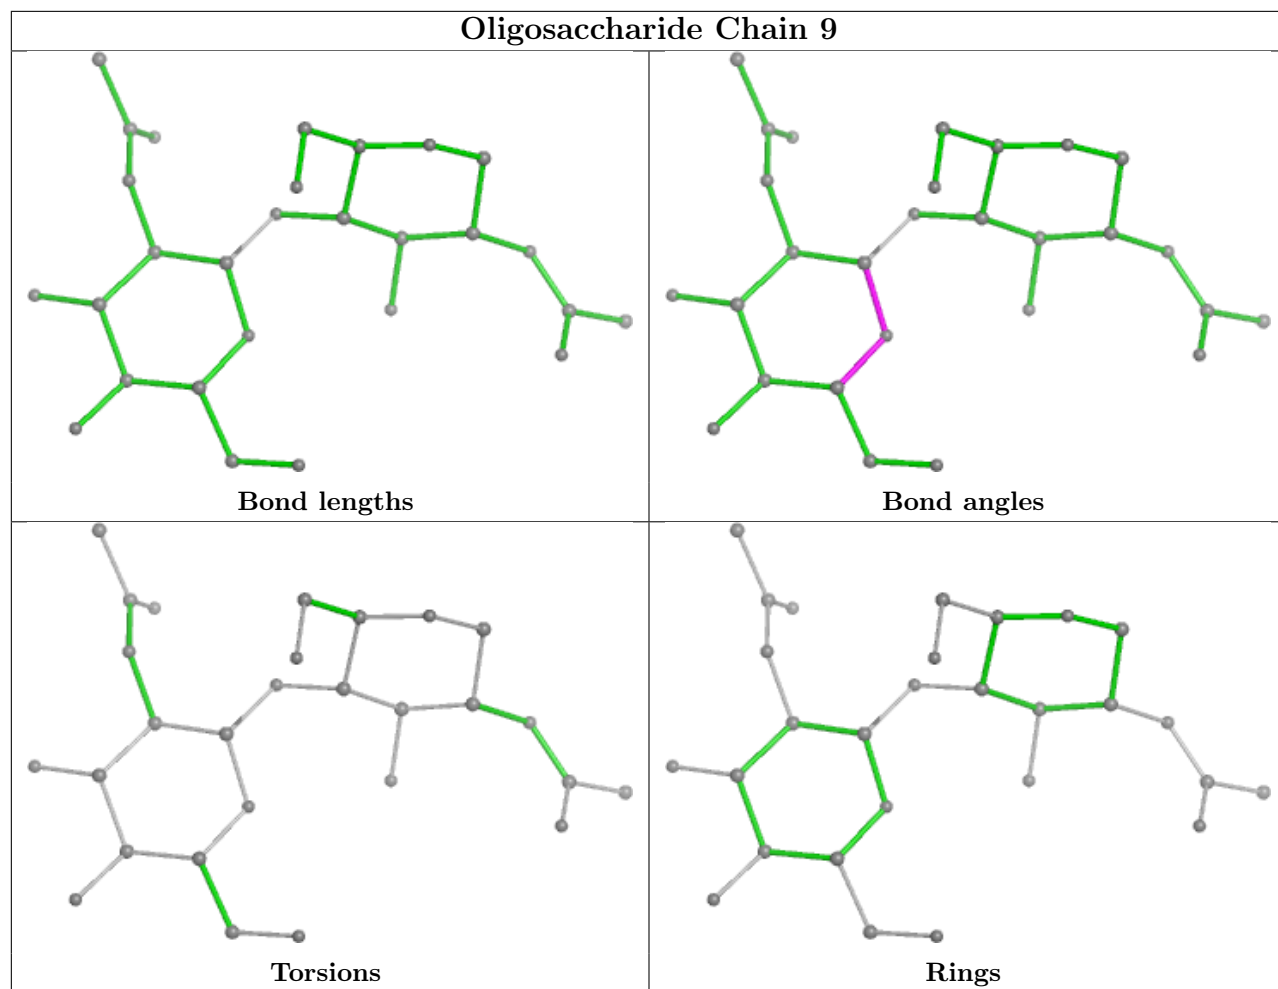 Oligosaccharide Chain 9
Bond lengths
Bond angles
Torsions
Rings